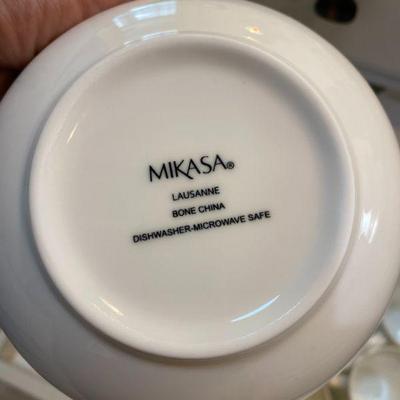 MIKASA®
LAUSANNE
BONE CHINA
DISHWASHER-MICROWAVE SAFE